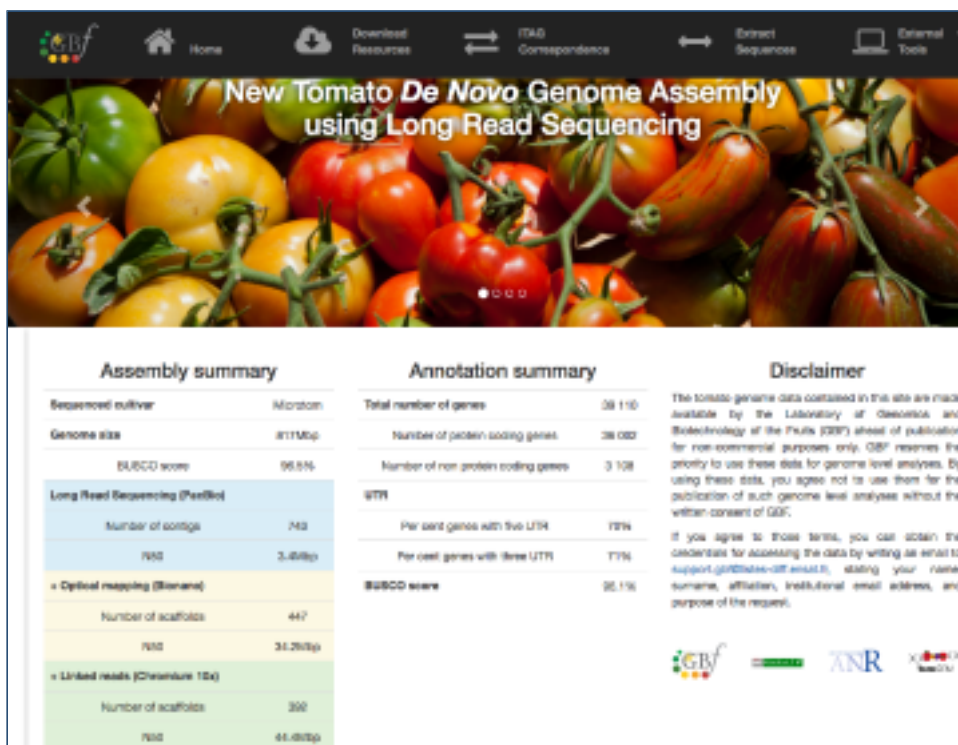 GBf
Home
Download
Resources
ITAG
Correspondence
Extract
Sequences
External
Tools
New Tomato De Novo Genome Assembly
using Long Read Sequencing
Assembly summary
Sequenced cultivar Microtom
Genome size
BUSCO score 96.5%
Long Read Sequencing (PacBio)
Number of contigs
N50
+ Optical mapping (Bionano)
Number of scaffolds 447
N50
+ Linked reads (Chromium 10x)
Number of scaffolds
N50
Annotation summary
Total number of genes
Number of protein coding genes
Number of non protein coding genes 3 108
UTR
Per cent genes with five UTR
Per cent genes with three UTR 71%
BUSCO score
Disclaimer
The tomato genome data contained in this site are made
available by the Laboratory of Genomics and
Biotechnology of the Fruits (GBF) ahead of publication
for non-commercial purposes only. GBF reserves the
priority to use these data for genome level analyses. By
using these data, you agree not to use them for the
publication of such genome level analyses without the
written consent of GBF.
If you agree to those terms, you can obtain the
credentials for accessing the data by writing an email to
stating your name,
surname, affiliation, institutional email address, and
purpose of the request.
GBf
ANR